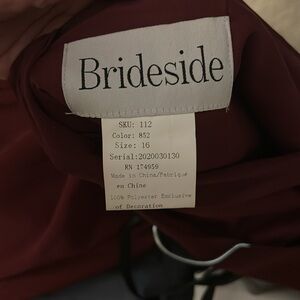 Brideside
SKU: 112
Color: 852
Size: 16
Serial:2020030130
RN 174959
Made in China/Fabrique
en Chine
100% Polyester Exclusive
of Decoration